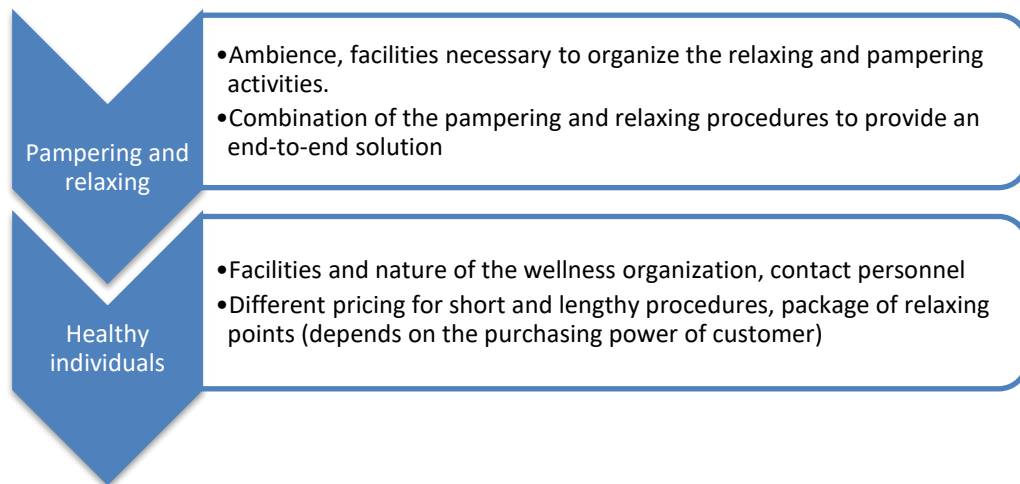 Pampering and
relaxing
•Ambience, facilities necessary to organize the relaxing and pampering
activities.
•Combination of the pampering and relaxing procedures to provide an
end-to-end solution
Healthy
individuals
•Facilities and nature of the wellness organization, contact personnel
•Different pricing for short and lengthy procedures, package of relaxing
points (depends on the purchasing power of customer)